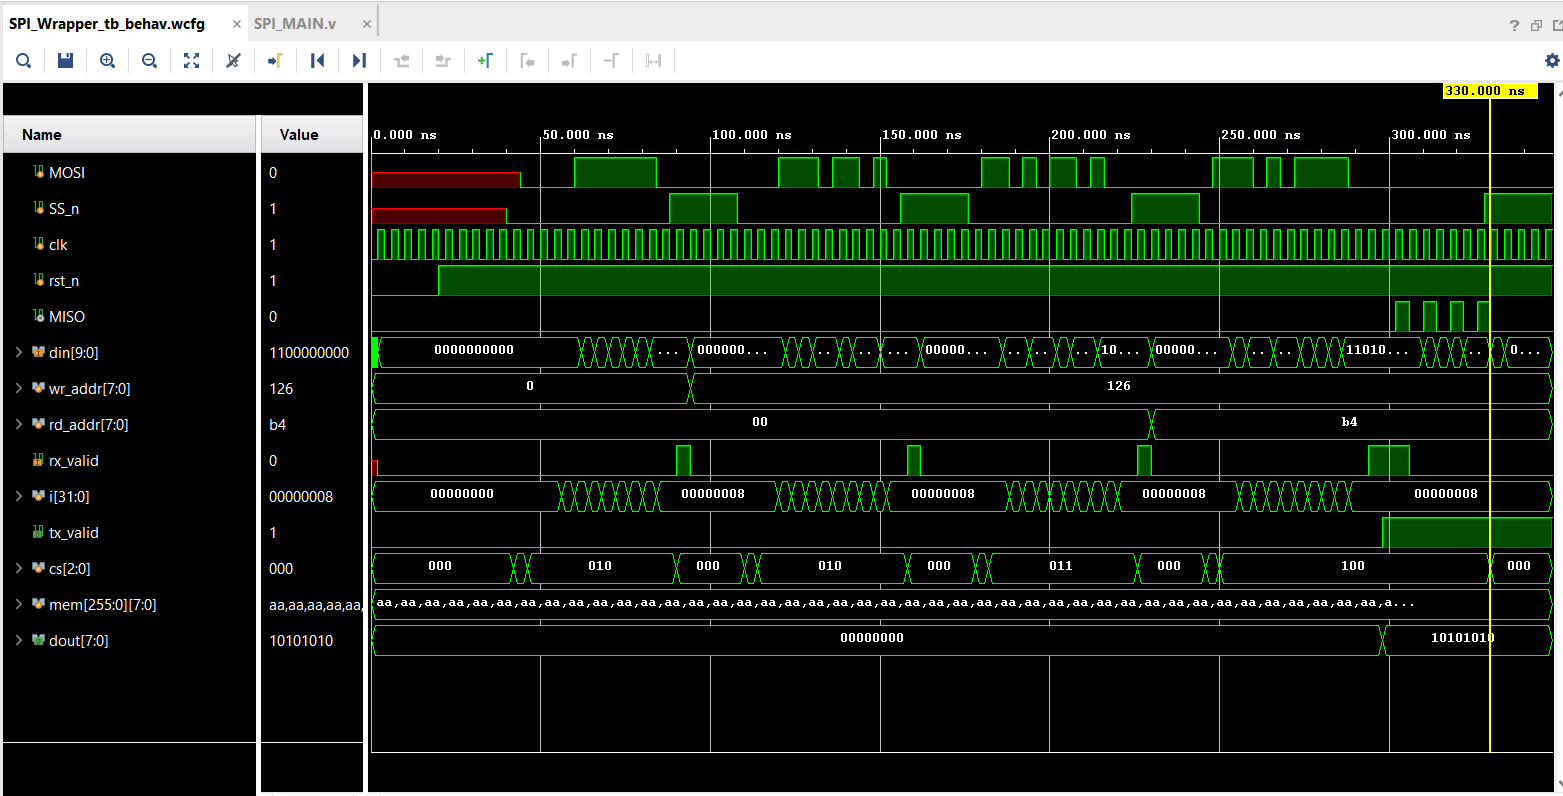 SPI_Wrapper_tb_behav.wcfg × SPI_MAIN.v ×
?
330.000 ns
Name Value 0.000 ns 50.000 ns 100.000 ns 150.000 ns 200.000 ns 250.000 ns 300.000 ns
MOSI 0
SS_n 1
clk 1
rst_n 1
MISO 0
din[9:0] 1100000000 0000000000 ... 000000... .. .. .. .. 00000... .. .. .. 10... 00000... .. .. .. 11010... .. .. 0...
wr_addr[7:0] 126 0 126
rd_addr[7:0] b4 00 b4
rx_valid 0
i[31:0] 00000008 00000000 00000008 00000008 00000008 00000008
tx_valid 1
cs[2:0] 000 000 010 000 010 000 011 000 100 000
mem[255:0][7:0] aa,aa,aa,aa,aa, aa,aa,aa,aa,aa,aa,aa,aa,aa,aa,aa,aa,aa,aa,aa,aa,aa,aa,aa,aa,aa,aa,aa,aa,aa,aa,aa,aa,aa,aa,aa,aa,aa,aa,aa,aa,aa,aa,aa,aa,aa,aa,a...
dout[7:0] 10101010 00000000 10101010